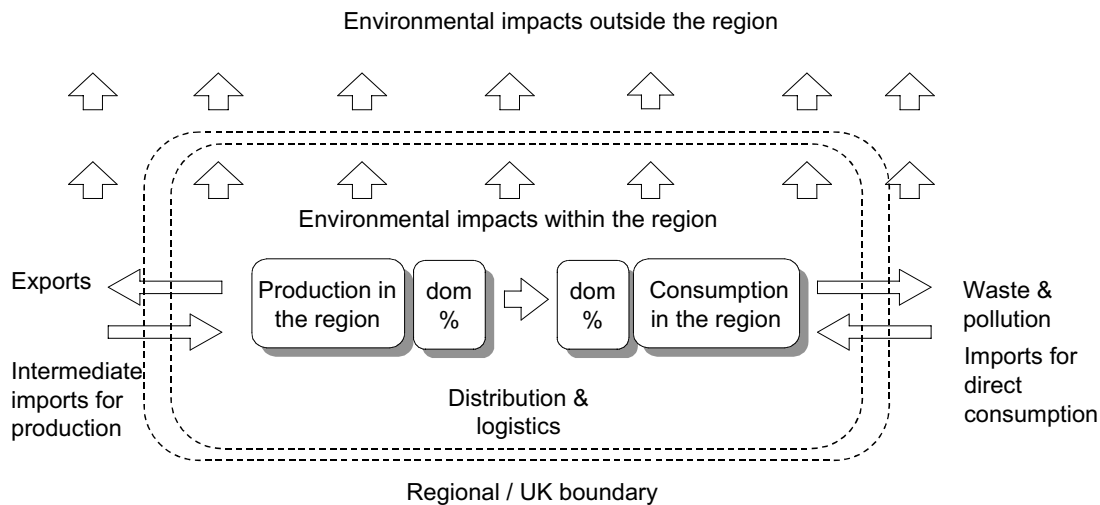 Environmental impacts outside the region
Environmental impacts within the region
Exports
Production in
the region
dom
%
dom
%
Consumption
in the region
Waste &
pollution
Intermediate
imports for
production
Imports for
direct
consumption
Distribution &
logistics
Regional / UK boundary